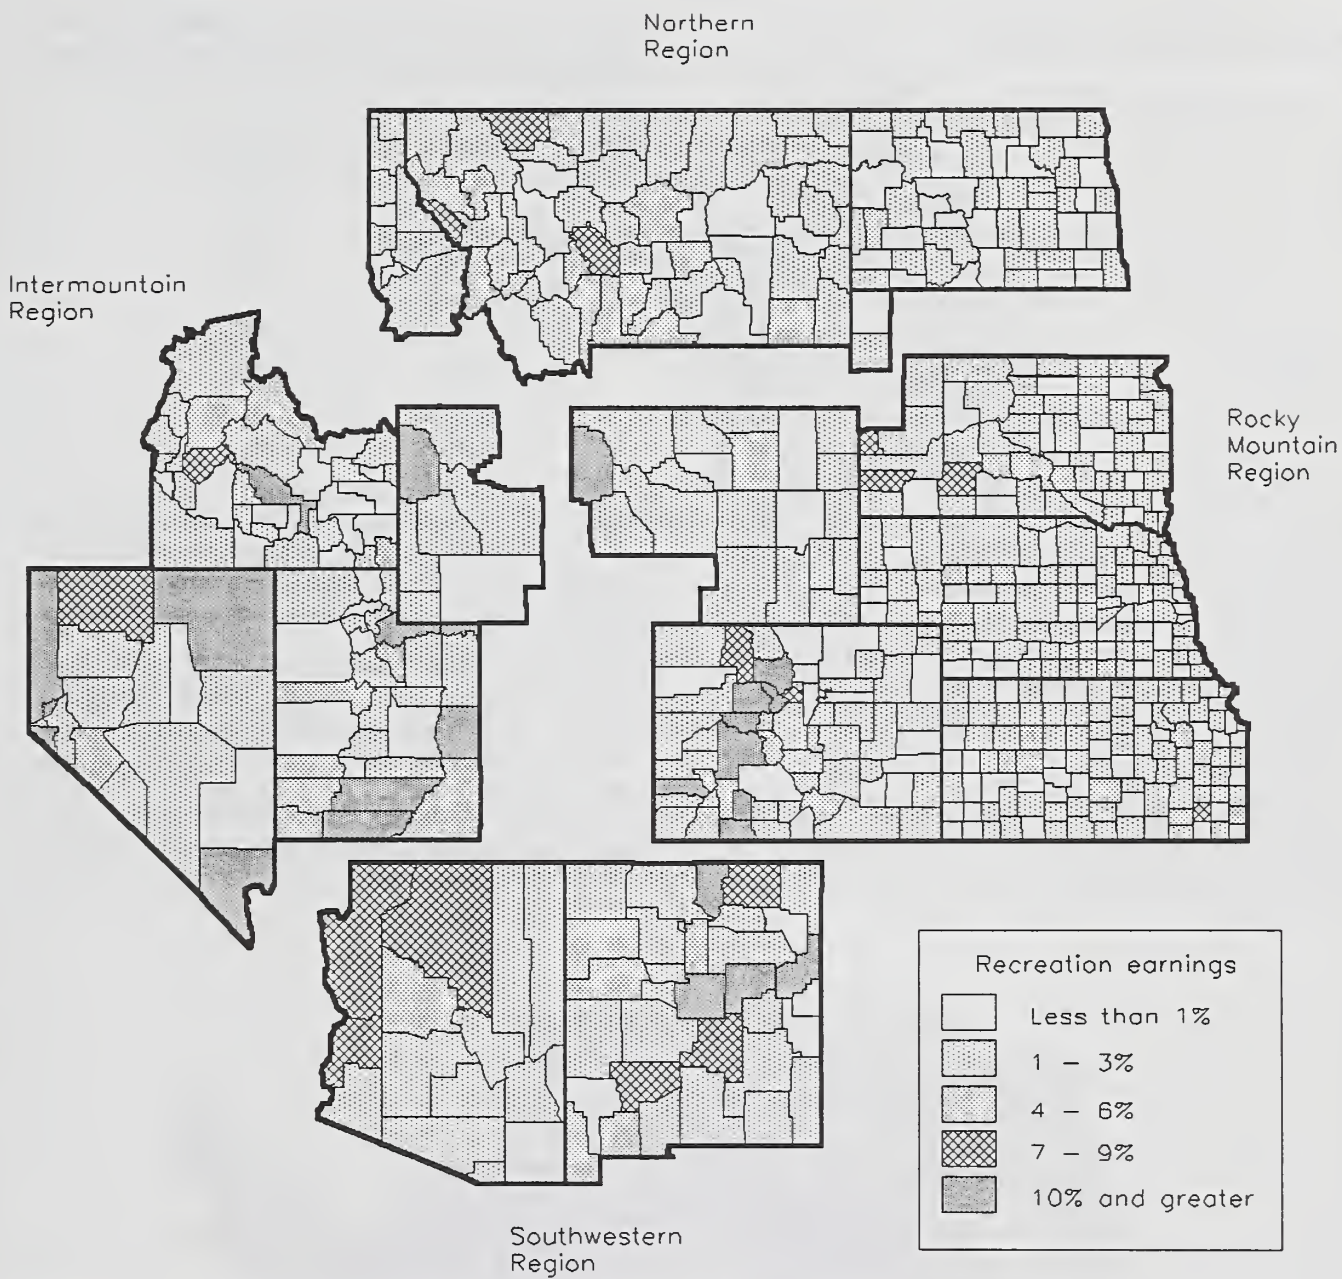 Northern
Region
Intermountain
Region
Rocky
Mountain
Region
Recreation earnings
Less than 1%
1 – 3%
4 – 6%
7 – 9%
10% and greater
Southwestern
Region